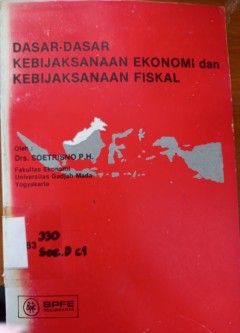 DASAR-DASAR
KEBIJAKSANAAN EKONOMI dan
KEBIJAKSANAAN FISKAL
Oleh :
Drs. SOETRISNO P.H.
Fakultas Ekonomi
Universitas Gadjah Mada
Yogyakarta
330
83
Soe.D c1
BPFE
YOGYAKARTA